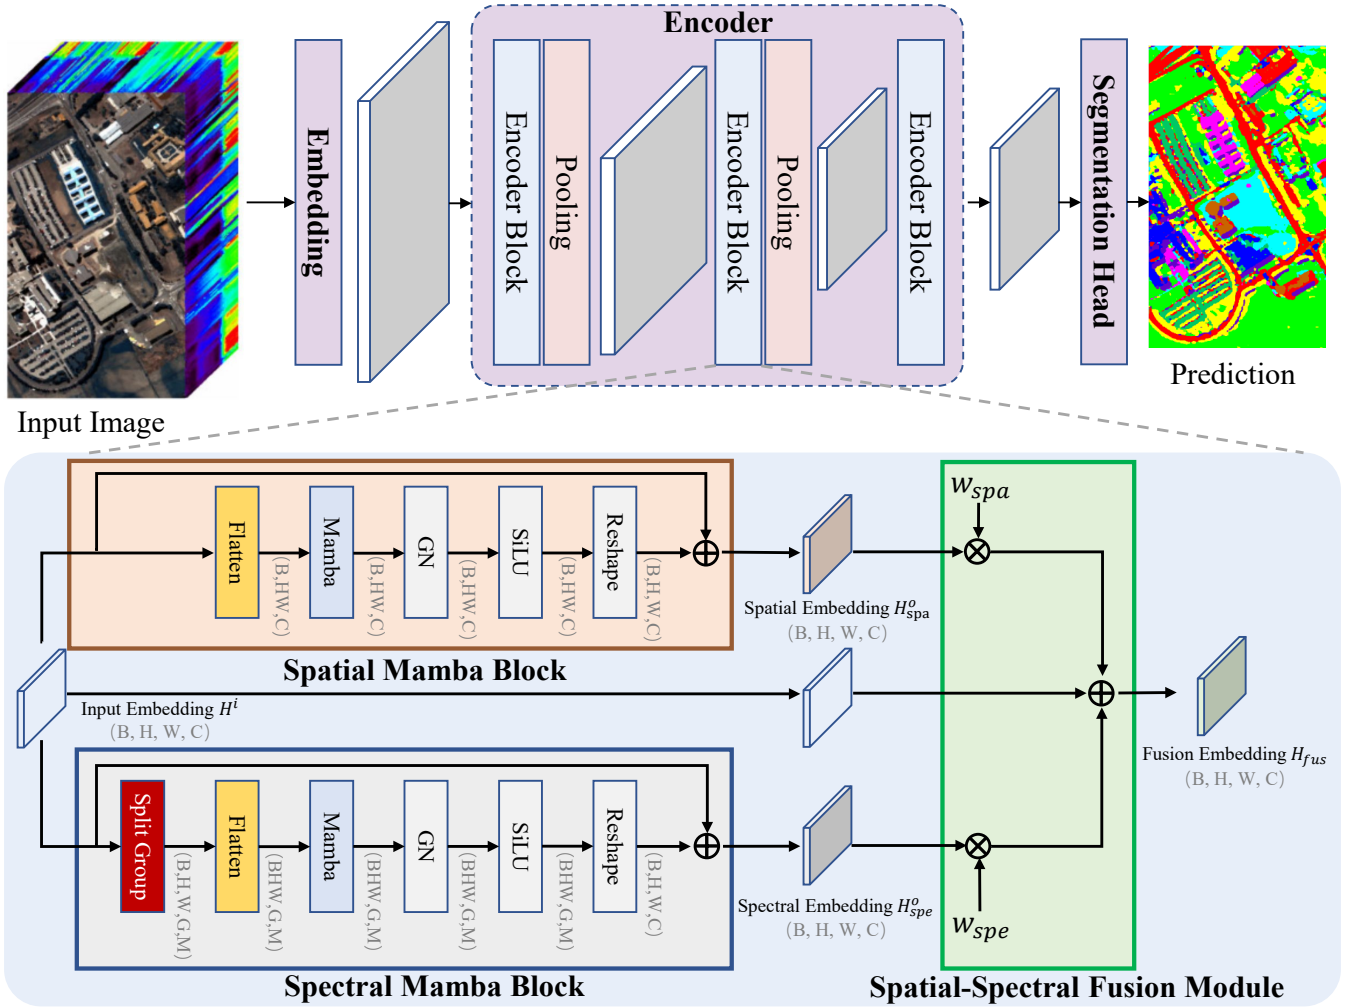 Encoder
Embedding
Encoder Block
Pooling
Encoder Block
Pooling
Encoder Block
Segmentation Head
Input Image
Prediction
Flatten
(B,HW,C)
Mamba
(B,HW,C)
GN
(B,HW,C)
SiLU
(B,HW,C)
Reshape
(B,H,W,C)
Spatial Mamba Block
Spatial Embedding H^o_spa
(B, H, W, C)
w_spa
Input Embedding H^i
(B, H, W, C)
Fusion Embedding H_fus
(B, H, W, C)
Split Group
(B,H,W,G,M)
Flatten
(BHW,G,M)
Mamba
(BHW,G,M)
GN
(BHW,G,M)
SiLU
(BHW,G,M)
Reshape
(B,H,W,C)
Spectral Mamba Block
Spectral Embedding H^o_spe
(B, H, W, C)
w_spe
Spatial-Spectral Fusion Module